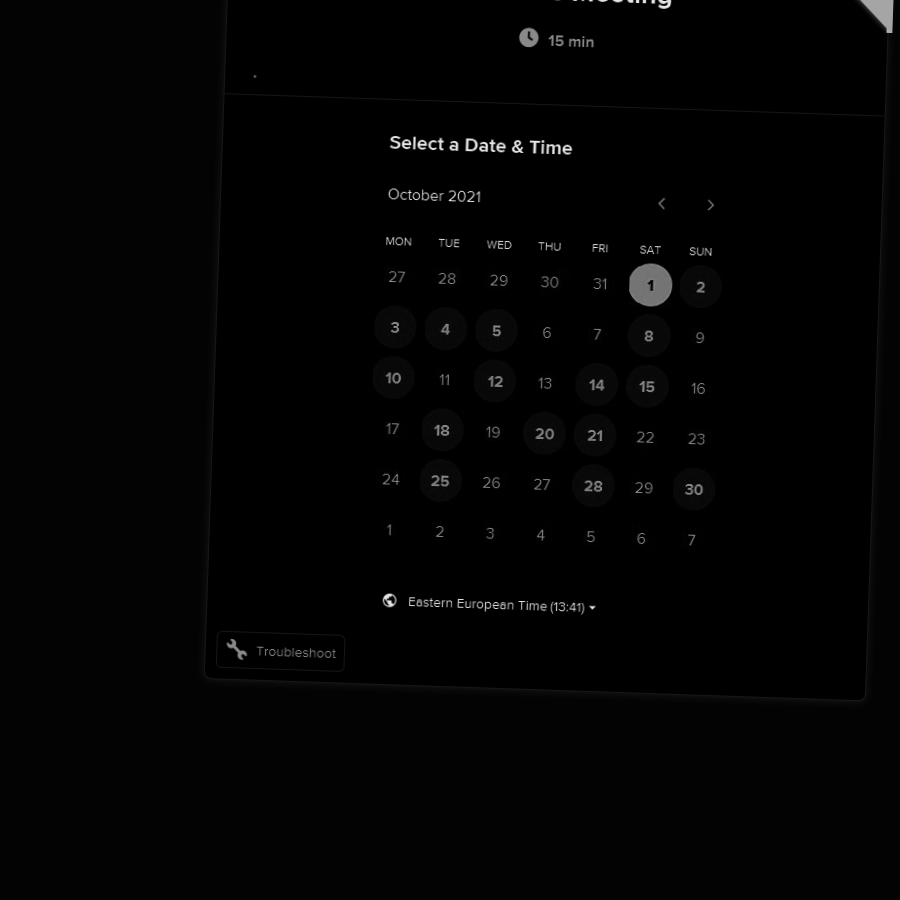 15 min
Select a Date & Time
October 2021
MON TUE WED THU FRI SAT SUN
27 28 29 30 31 1 2
3 4 5 6 7 8 9
10 11 12 13 14 15 16
17 18 19 20 21 22 23
24 25 26 27 28 29 30
1 2 3 4 5 6 7
Eastern European Time (13:41)
Troubleshoot